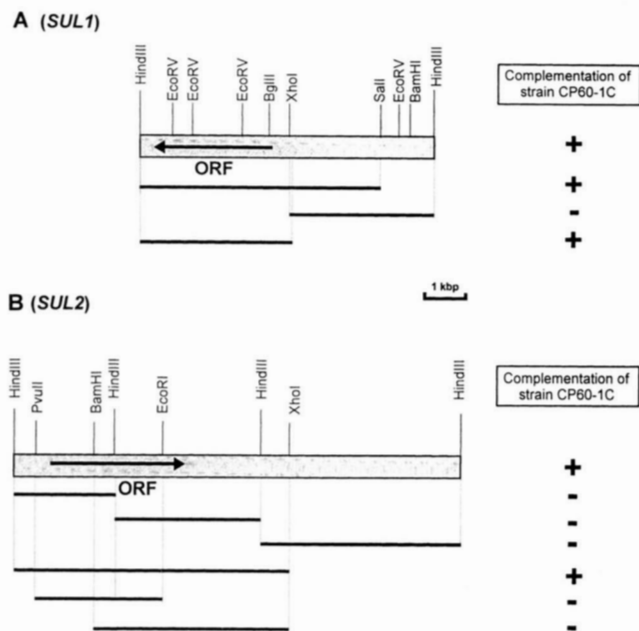 A (SUL1)
HindIII
EcoRV
EcoRV
EcoRV
BglII
XhoI
SalI
EcoRV
BamHI
HindIII
Complementation of
strain CP60-1C
ORF
+
+
-
+
1 kbp
B (SUL2)
HindIII
PvuII
BamHI
HindIII
EcoRI
HindIII
XhoI
HindIII
Complementation of
strain CP60-1C
ORF
+
-
-
-
+
-
-